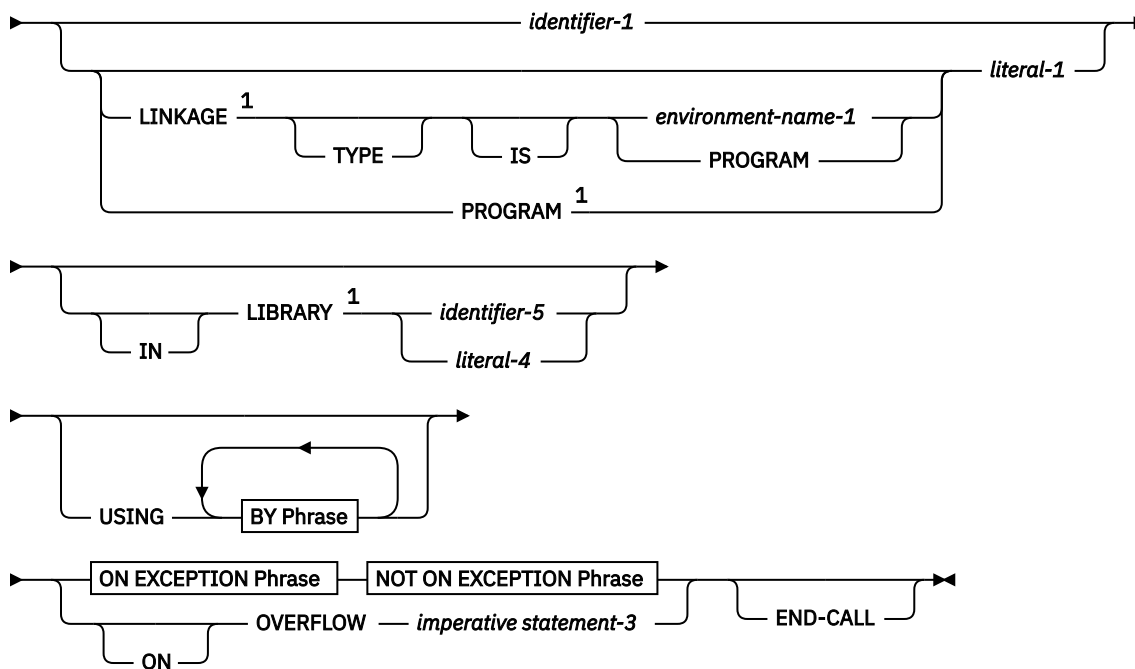 identifier-1
literal-1
LINKAGE 1 environment-name-1
TYPE IS PROGRAM
PROGRAM 1
LIBRARY 1 identifier-5
IN literal-4
USING BY Phrase
ON EXCEPTION Phrase NOT ON EXCEPTION Phrase
OVERFLOW imperative statement-3 END-CALL
ON